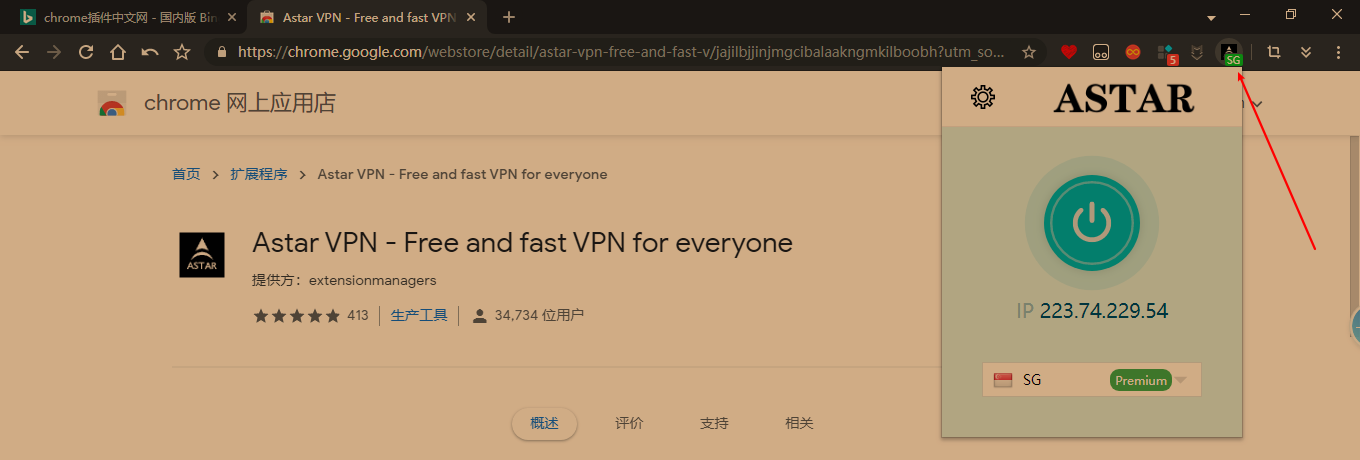 chrome插件中文网 - 国内版 Bin
Astar VPN - Free and fast VPN
https://chrome.google.com/webstore/detail/astar-vpn-free-and-fast-v/jajilbjjinjmgcibalaakngmkilboobh?utm_so...
5
SG
chrome 网上应用店
ASTAR
首页 > 扩展程序 > Astar VPN - Free and fast VPN for everyone
ASTAR
Astar VPN - Free and fast VPN for everyone
提供方：extensionmanagers
413
生产工具
34,734 位用户
IP 223.74.229.54
SG
Premium
概述
评价
支持
相关